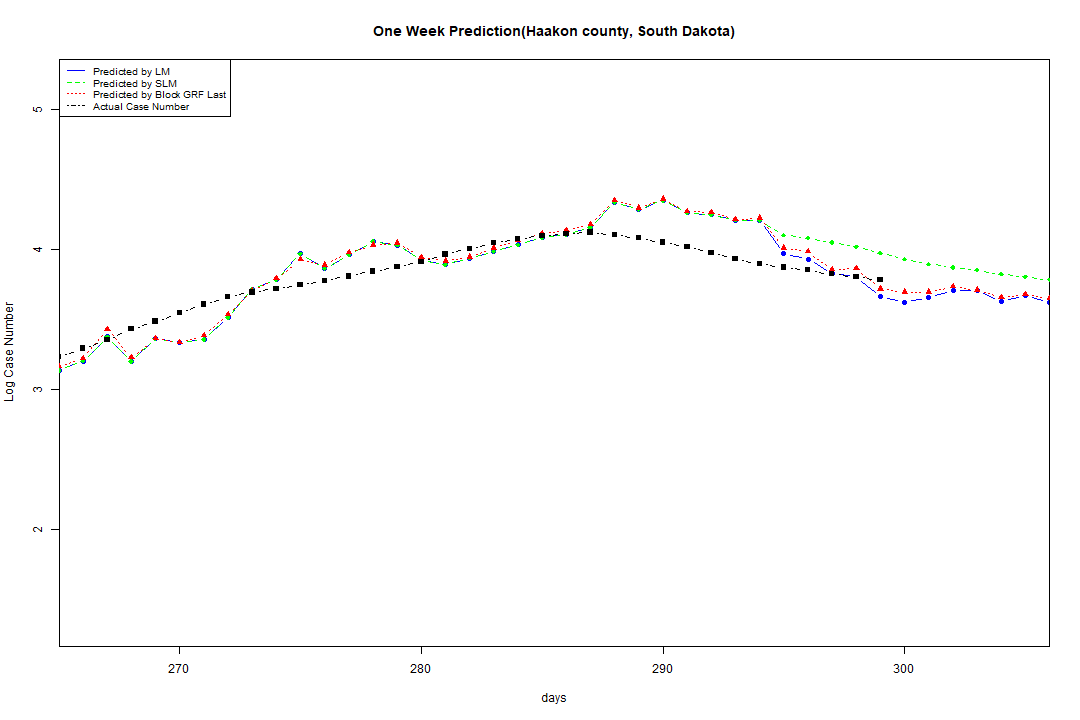 One Week Prediction(Haakon county, South Dakota)
Predicted by LM
Predicted by SLM
Predicted by Block GRF Last
Actual Case Number
5
4
3
2
Log Case Number
270 280 290 300
days